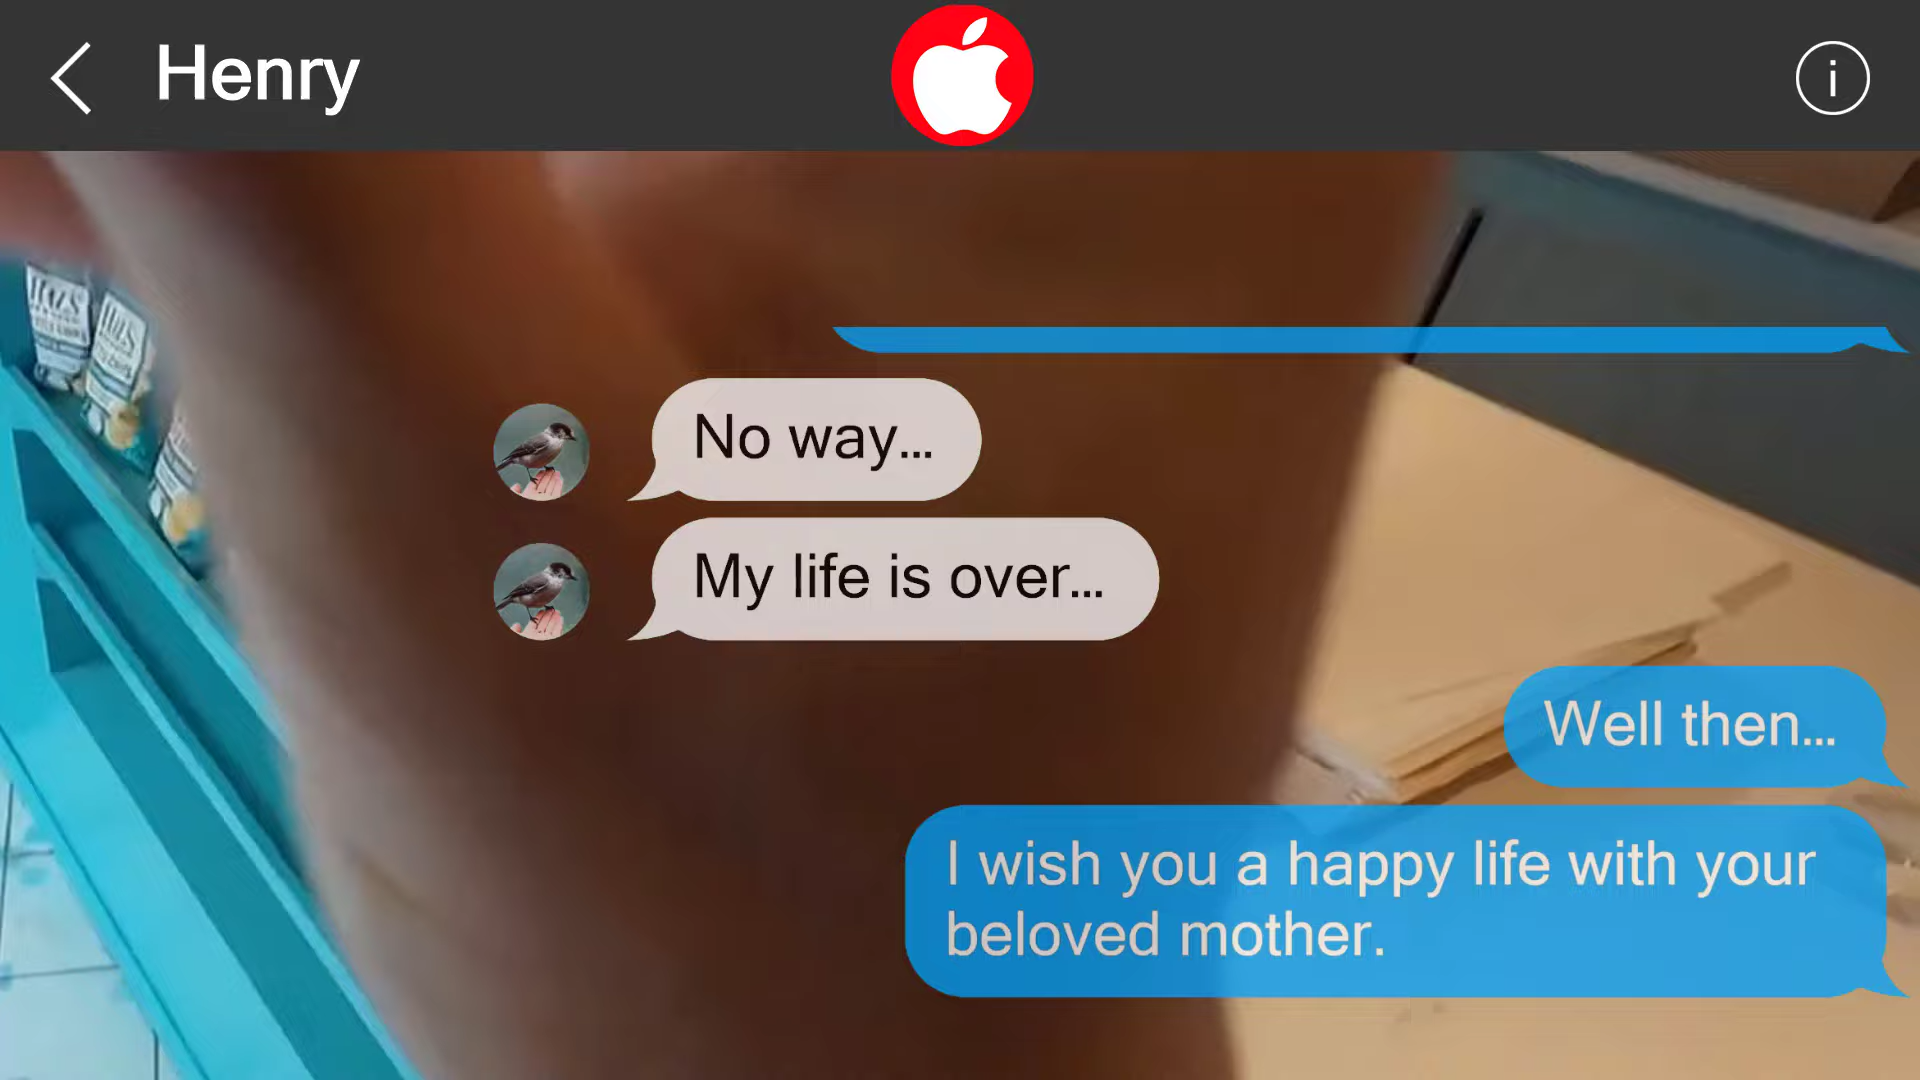 Henry
No way...
My life is over...
Well then...
I wish you a happy life with your
beloved mother.